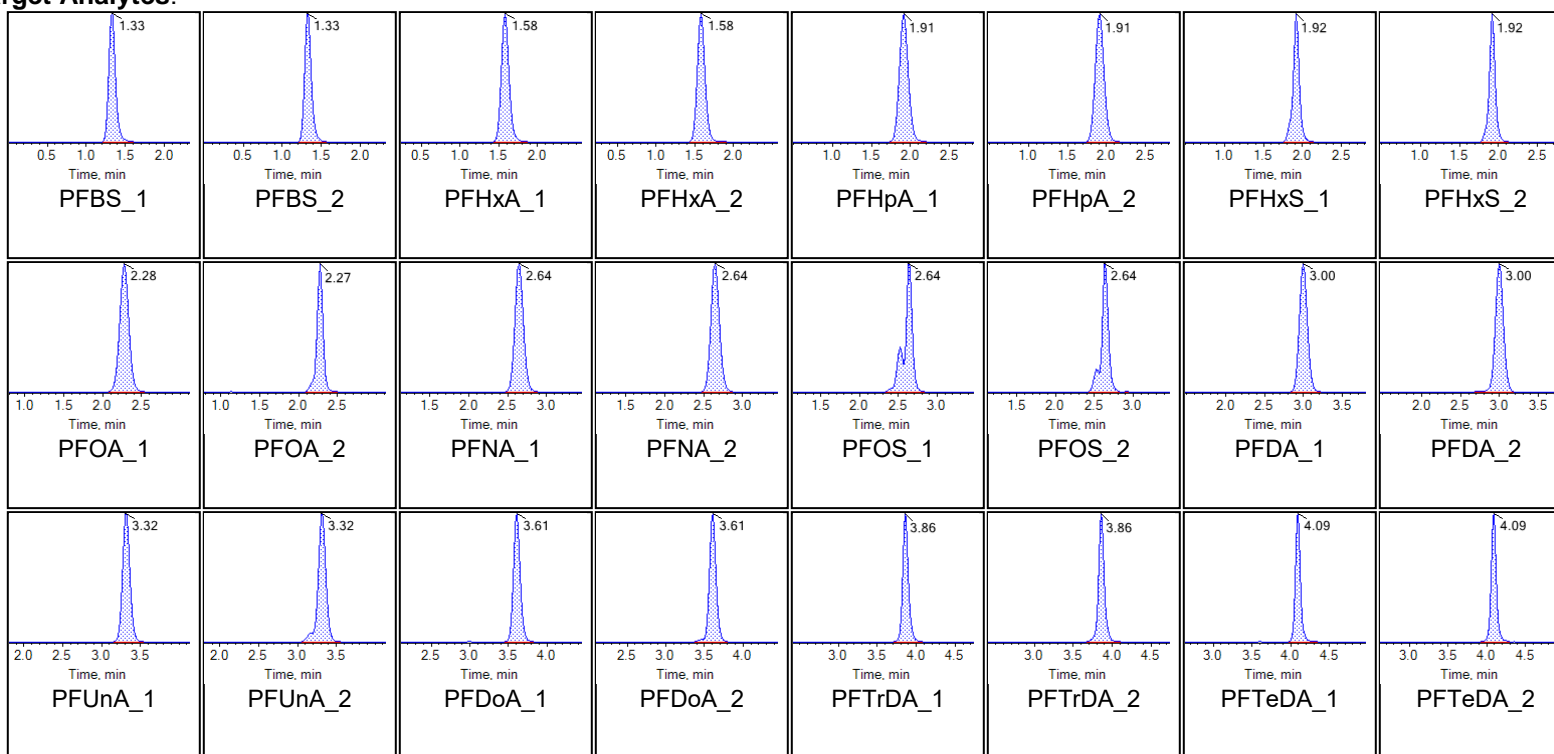 Target Analytes:
1.33 1.33 1.58 1.58 1.91 1.91 1.92 1.92
0.5 1.0 1.5 2.0 0.5 1.0 1.5 2.0 0.5 1.0 1.5 2.0 0.5 1.0 1.5 2.0 1.0 1.5 2.0 2.5 1.0 1.5 2.0 2.5 1.0 1.5 2.0 2.5 1.0 1.5 2.0 2.5
Time, min Time, min Time, min Time, min Time, min Time, min Time, min Time, min
PFBS_1 PFBS_2 PFHxA_1 PFHxA_2 PFHpA_1 PFHpA_2 PFHxS_1 PFHxS_2
2.28 2.27 2.64 2.64 2.64 2.64 3.00 3.00
1.0 1.5 2.0 2.5 1.0 1.5 2.0 2.5 1.5 2.0 2.5 3.0 1.5 2.0 2.5 3.0 1.5 2.0 2.5 3.0 1.5 2.0 2.5 3.0 2.0 2.5 3.0 3.5 2.0 2.5 3.0 3.5
Time, min Time, min Time, min Time, min Time, min Time, min Time, min Time, min
PFOA_1 PFOA_2 PFNA_1 PFNA_2 PFOS_1 PFOS_2 PFDA_1 PFDA_2
3.32 3.32 3.61 3.61 3.86 3.86 4.09 4.09
2.0 2.5 3.0 3.5 2.0 2.5 3.0 3.5 2.5 3.0 3.5 4.0 2.5 3.0 3.5 4.0 3.0 3.5 4.0 4.5 3.0 3.5 4.0 4.5 3.0 3.5 4.0 4.5 3.0 3.5 4.0 4.5
Time, min Time, min Time, min Time, min Time, min Time, min Time, min Time, min
PFUnA_1 PFUnA_2 PFDoA_1 PFDoA_2 PFTrDA_1 PFTrDA_2 PFTeDA_1 PFTeDA_2